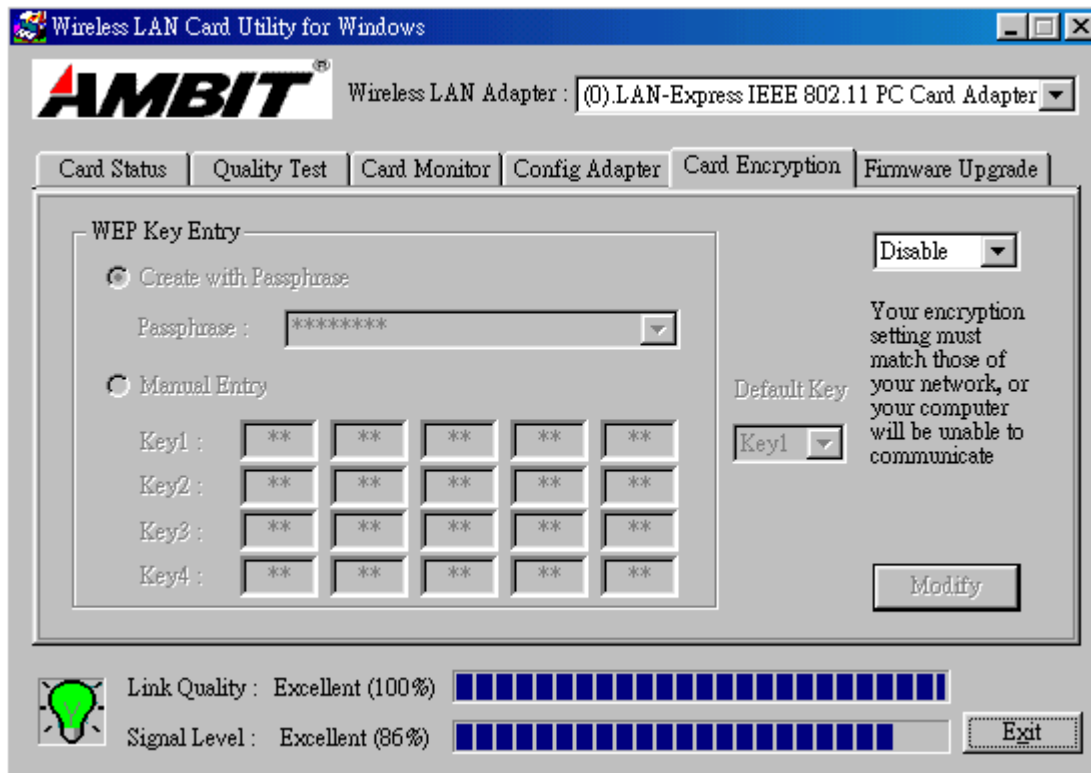 Wireless LAN Card Utility for Windows
AMBIT®
Wireless LAN Adapter : (0).LAN-Express IEEE 802.11 PC Card Adapter
Card Status Quality Test Card Monitor Config Adapter Card Encryption Firmware Upgrade
WEP Key Entry
Create with Passphrase
Passphrase : ********
Manual Entry
Key1 : ** ** ** ** **
Key2 : ** ** ** ** **
Key3 : ** ** ** ** **
Key4 : ** ** ** ** **
Default Key
Key1
Disable
Your encryption
setting must
match those of
your network, or
your computer
will be unable to
communicate
Modify
Link Quality : Excellent (100%)
Signal Level : Excellent (86%)
Exit